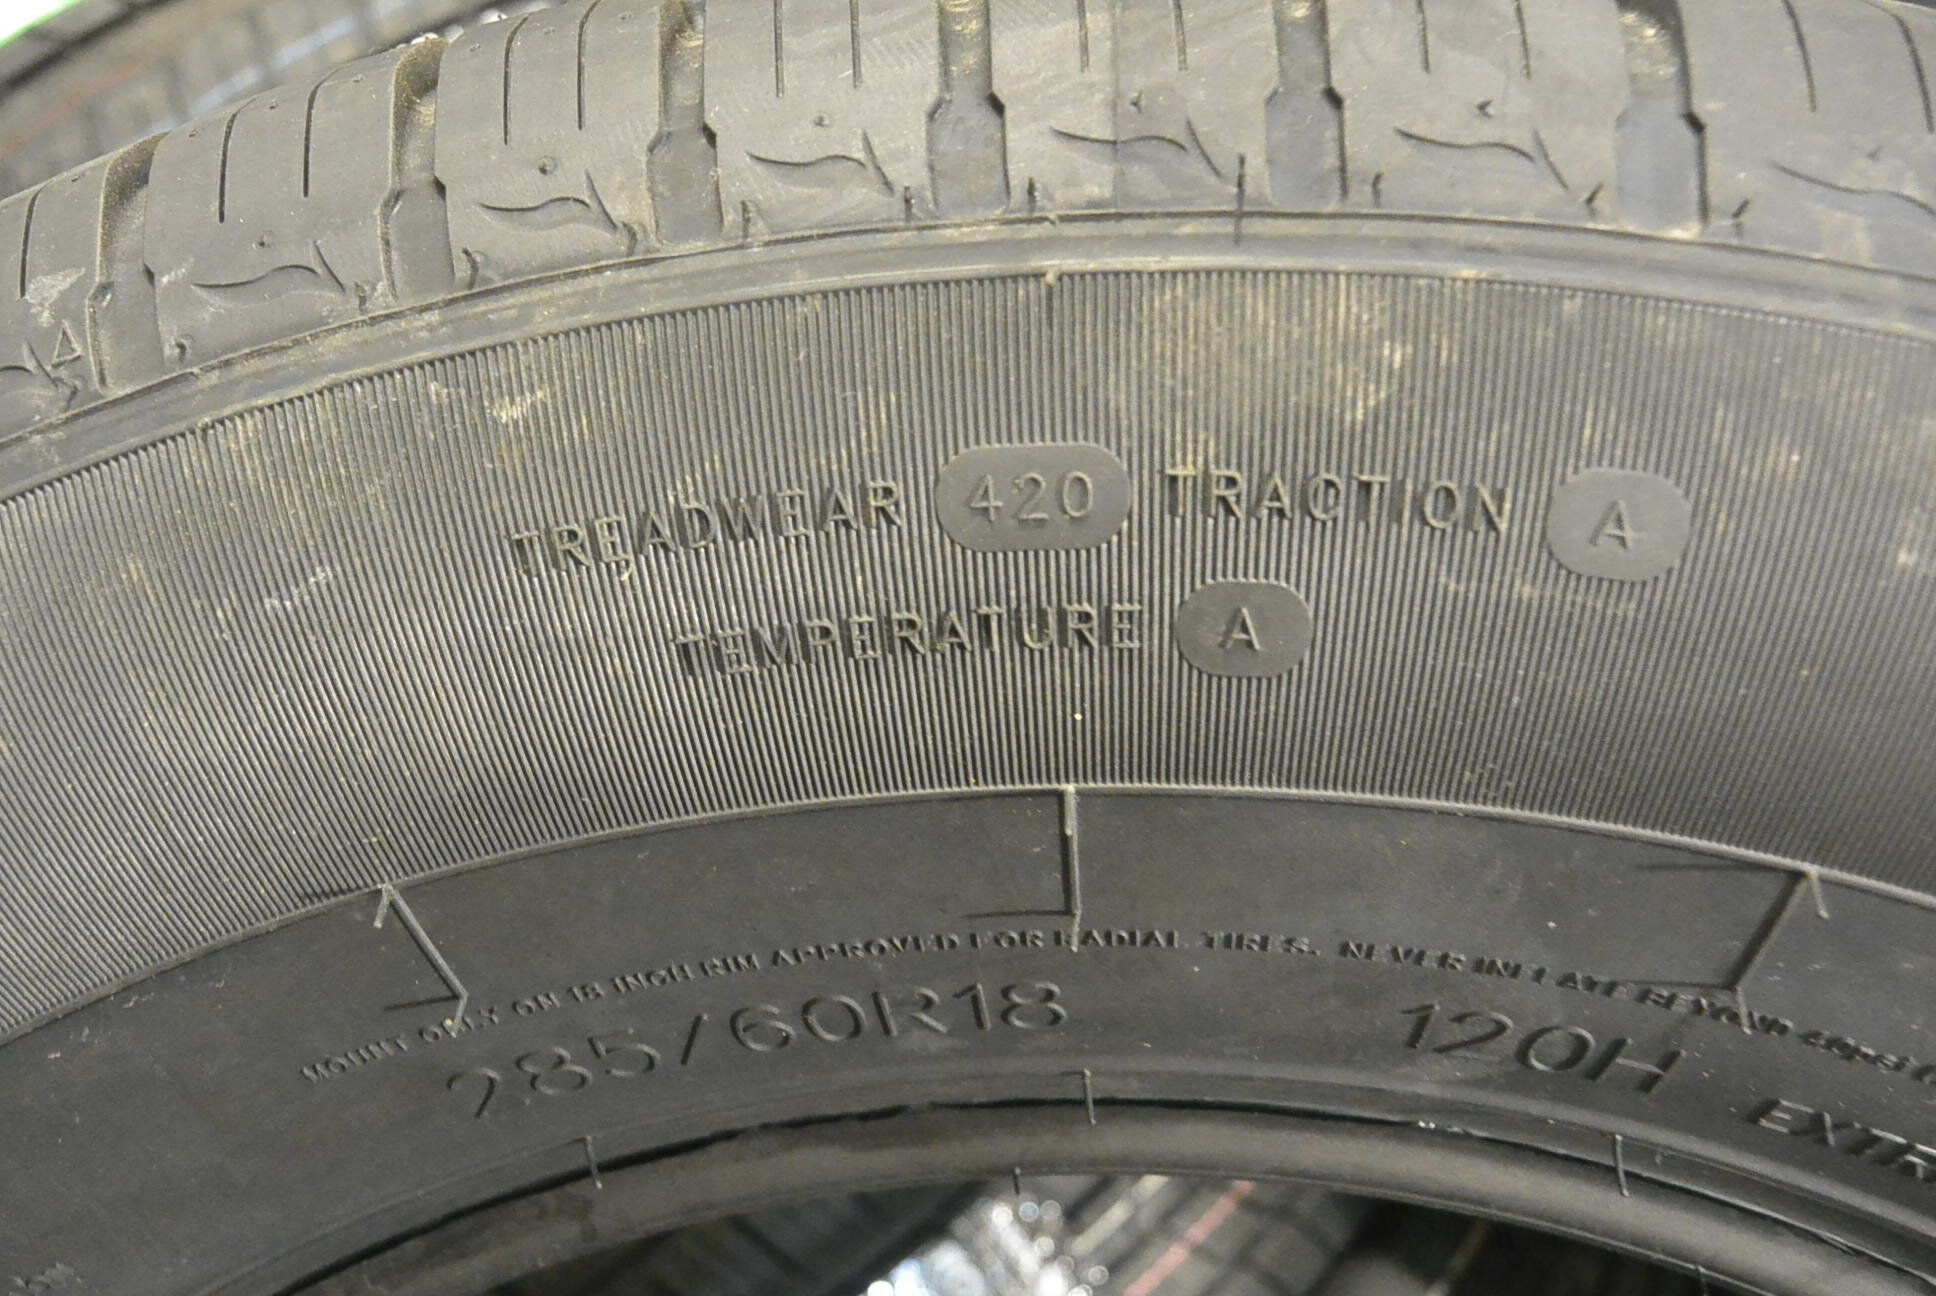 TREADWEAR 420 TRACTION A
TEMPERATURE A
MOUNT ONLY ON 18 INCH RIM APPROVED FOR RADIAL TIRES. NEVER INFLATE BEYOND
285/60R18 120H
EXTR